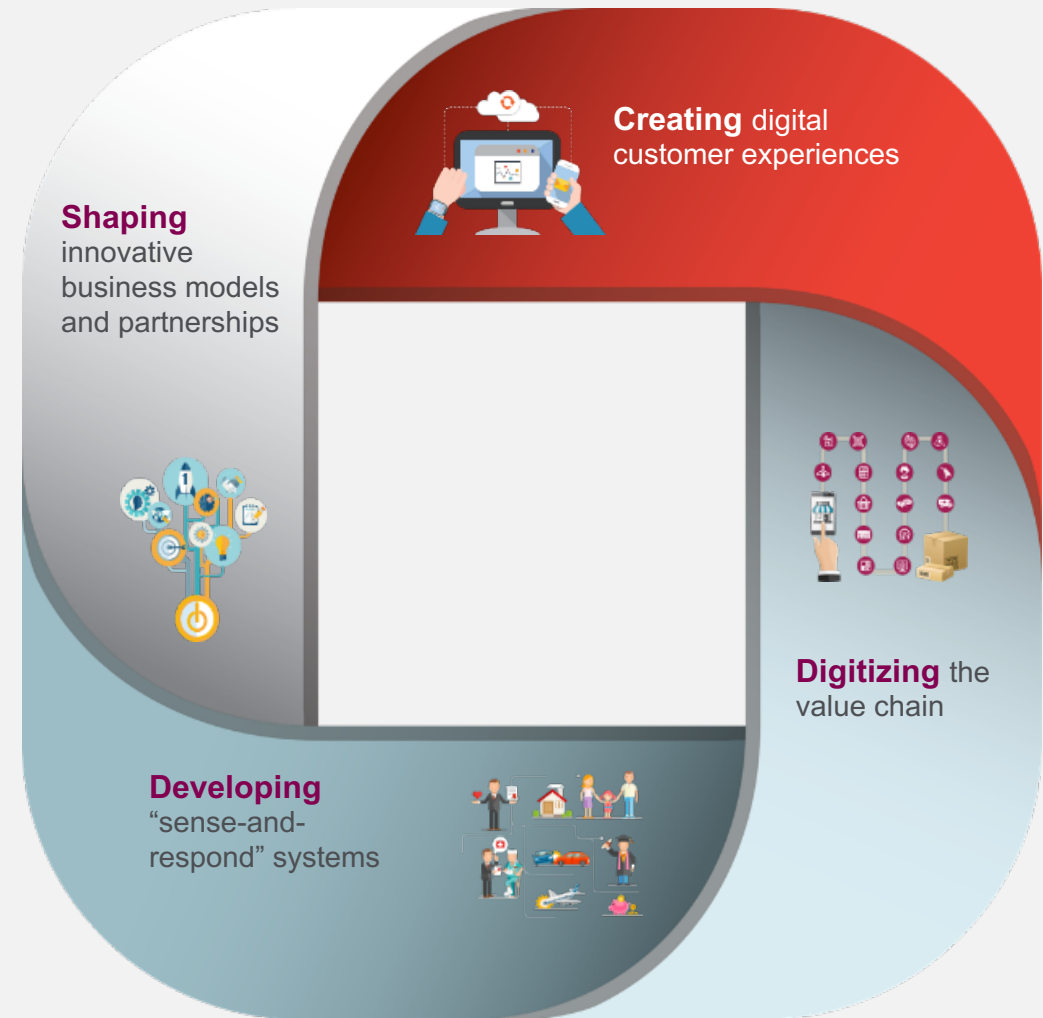 Creating digital
customer experiences
Shaping
innovative
business models
and partnerships
Digitizing the
value chain
Developing
“sense-and-
respond” systems
1